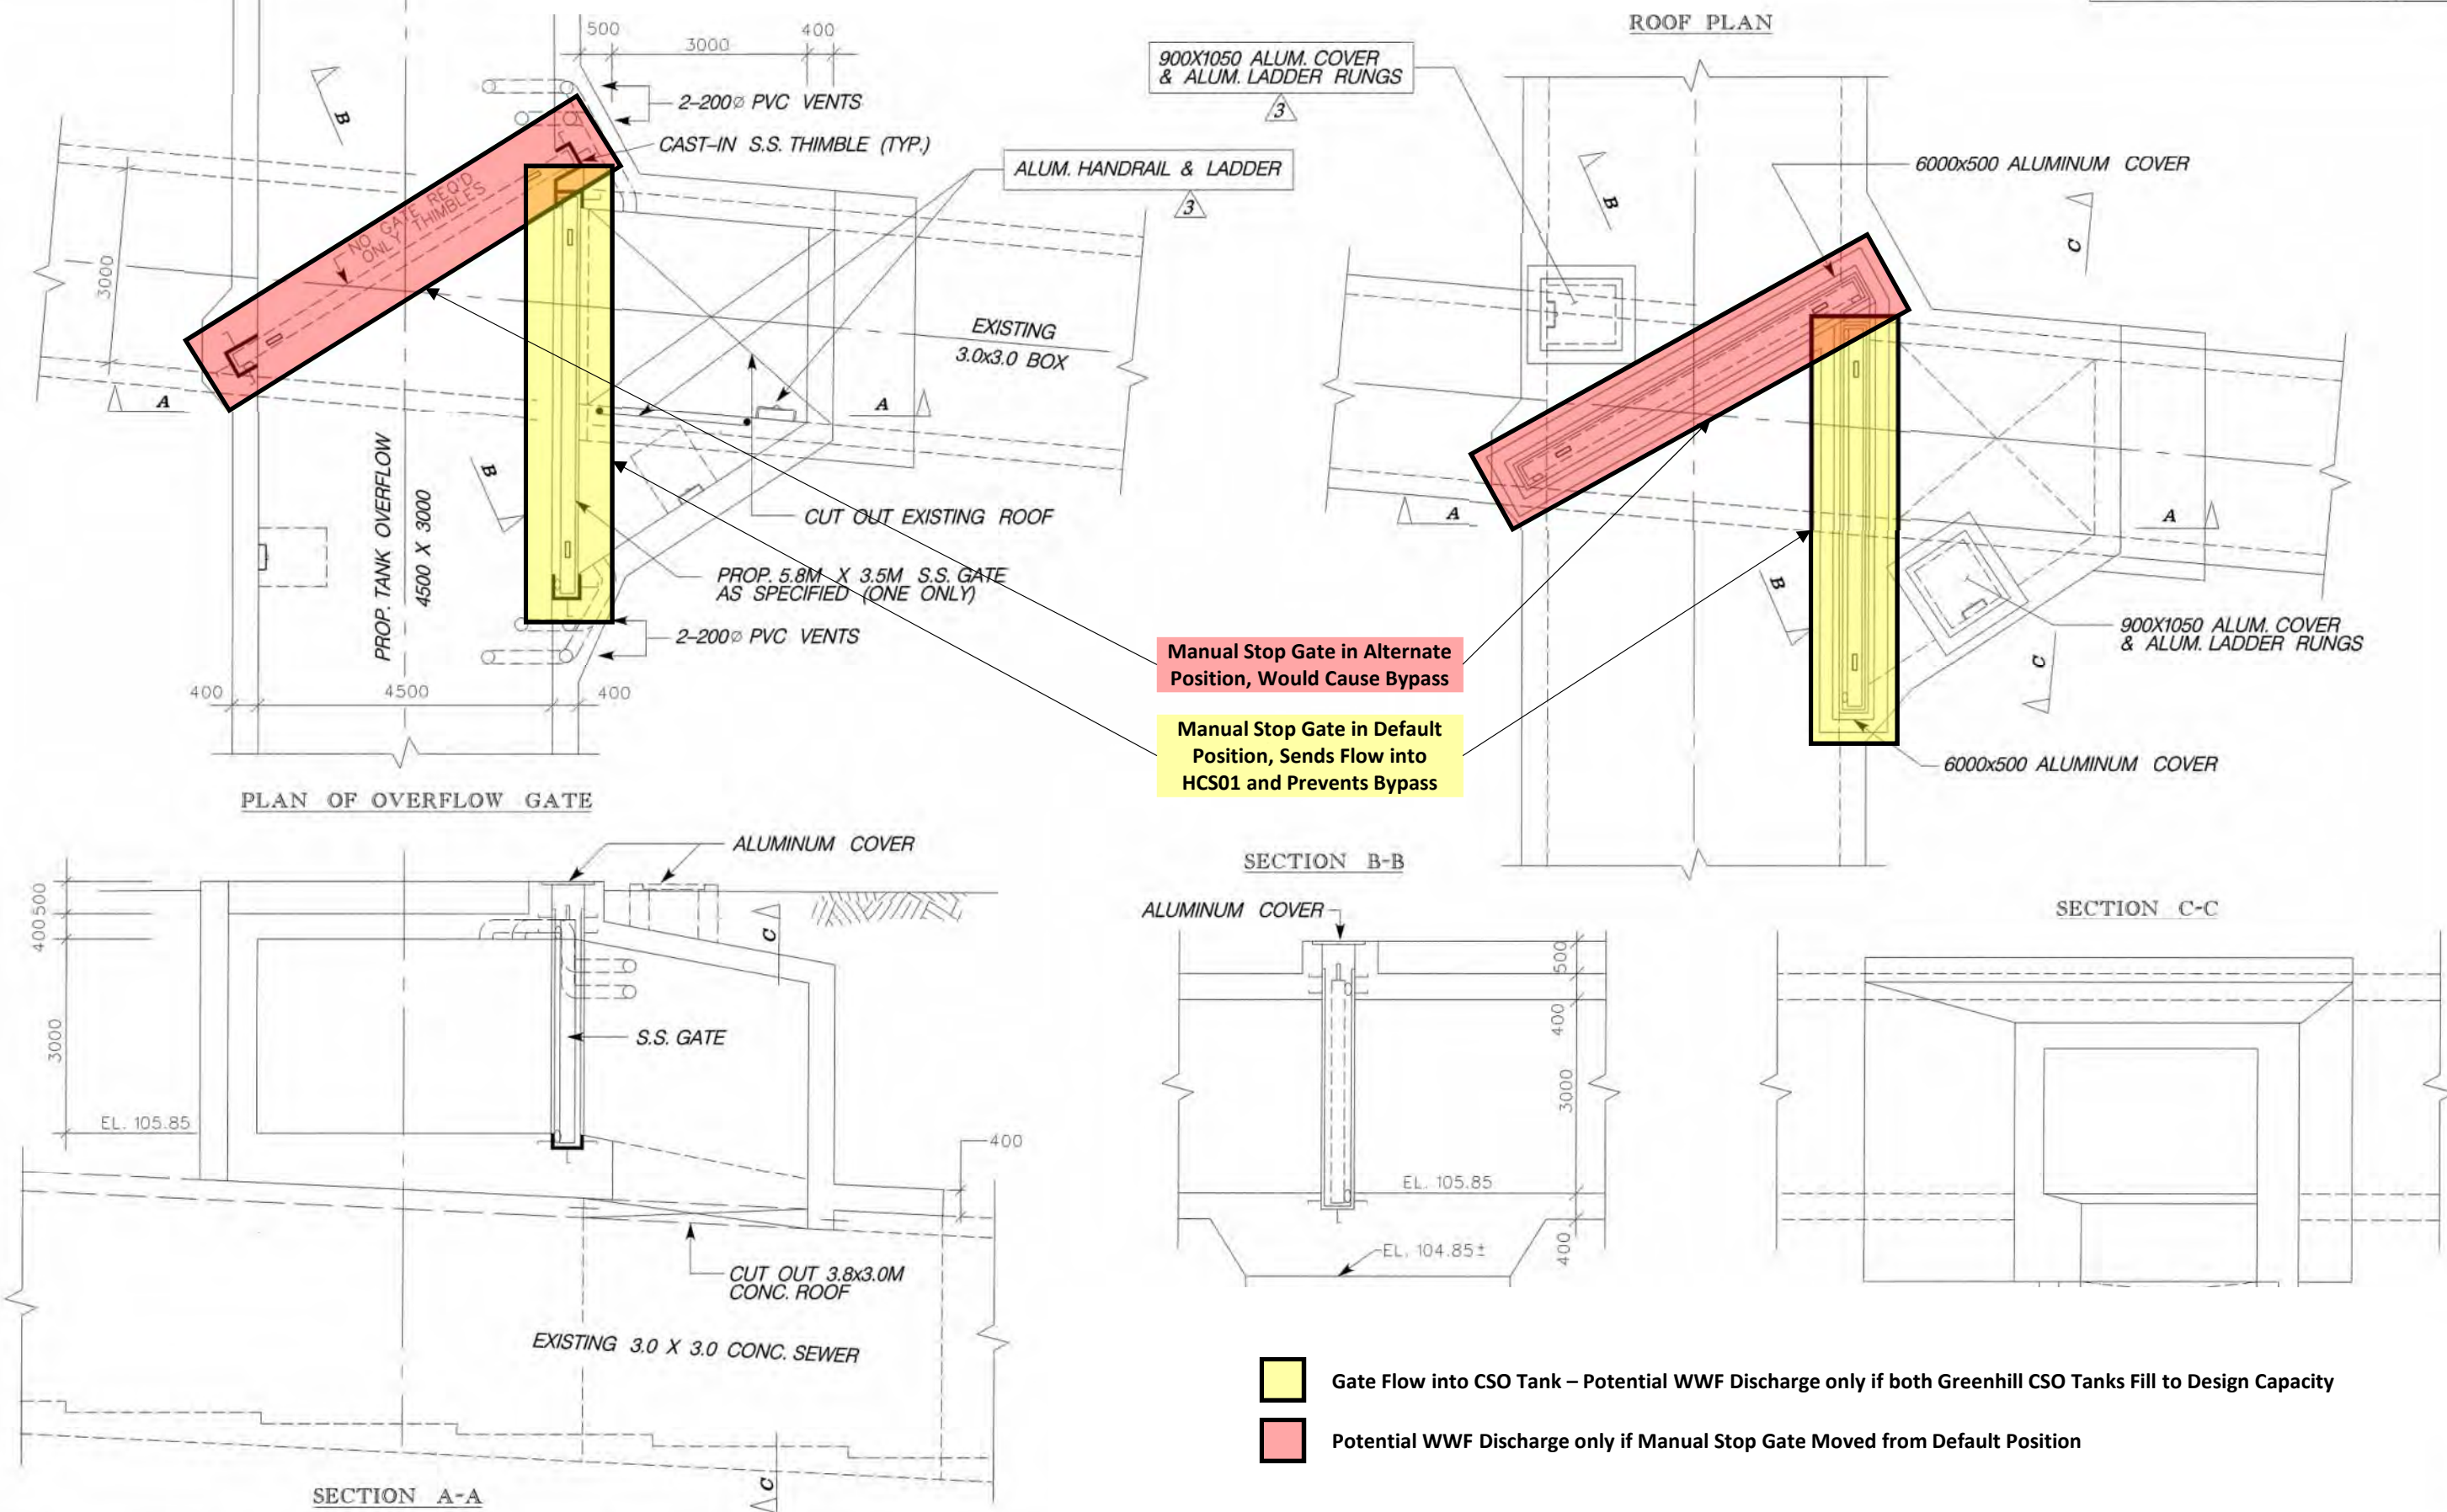 500
3000
400
2-200ø PVC VENTS
CAST-IN S.S. THIMBLE (TYP.)
ALUM. HANDRAIL & LADDER
3
B
NO GATE REQ'D
ONLY THIMBLES
3000
EXISTING
3.0x3.0 BOX
A
A
B
PROP. TANK OVERFLOW
4500 X 3000
CUT OUT EXISTING ROOF
PROP. 5.8M X 3.5M S.S. GATE
AS SPECIFIED (ONE ONLY)
2-200ø PVC VENTS
400
4500
400
PLAN OF OVERFLOW GATE
ROOF PLAN
900X1050 ALUM. COVER
& ALUM. LADDER RUNGS
3
6000x500 ALUMINUM COVER
B
C
A
A
B
C
900X1050 ALUM. COVER
& ALUM. LADDER RUNGS
6000x500 ALUMINUM COVER
Manual Stop Gate in Alternate
Position, Would Cause Bypass
Manual Stop Gate in Default
Position, Sends Flow into
HCS01 and Prevents Bypass
ALUMINUM COVER
500
400
3000
C
S.S. GATE
EL. 105.85
400
CUT OUT 3.8x3.0M
CONC. ROOF
EXISTING 3.0 X 3.0 CONC. SEWER
C
SECTION A-A
SECTION B-B
ALUMINUM COVER
500
400
3000
EL. 105.85
400
EL. 104.85±
SECTION C-C
Gate Flow into CSO Tank – Potential WWF Discharge only if both Greenhill CSO Tanks Fill to Design Capacity
Potential WWF Discharge only if Manual Stop Gate Moved from Default Position